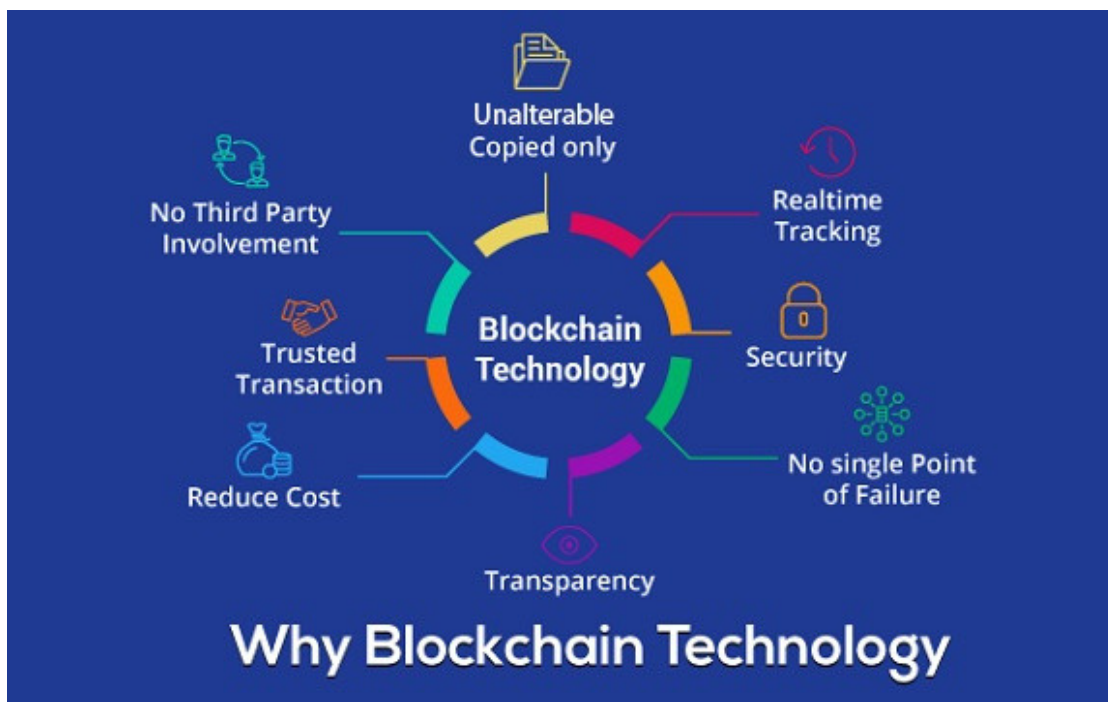 Unalterable
Copied only
No Third Party
Involvement
Realtime
Tracking
Trusted
Transaction
Blockchain
Technology
Security
Reduce Cost
No single Point
of Failure
Transparency
Why Blockchain Technology